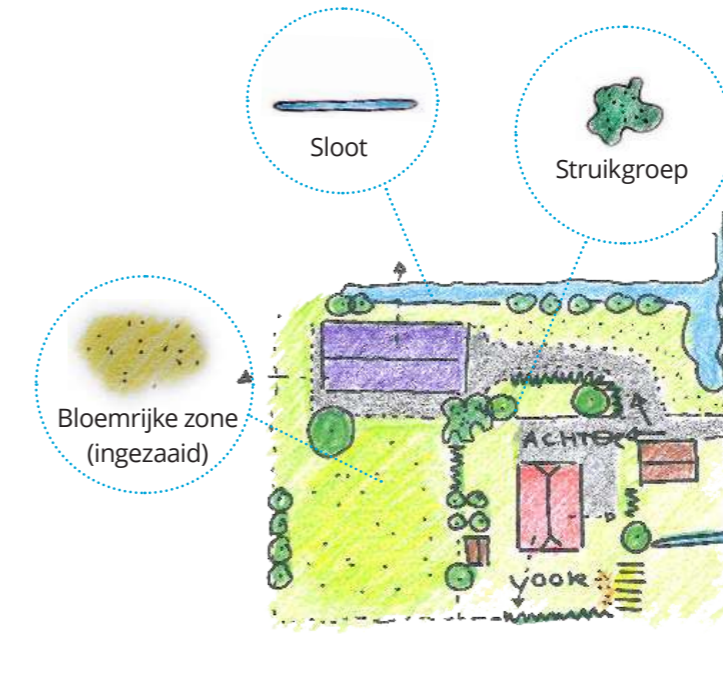 Sloot
Struikgroep
Bloemrijke zone
(ingezaaid)
ACHTER
VOOR